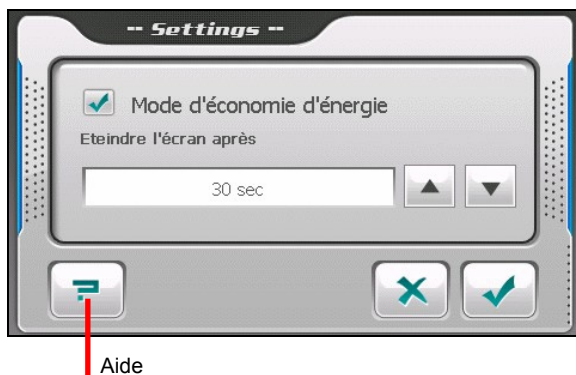 -- Settings --
Mode d'économie d'énergie
Eteindre l'écran après
30 sec
?
Aide